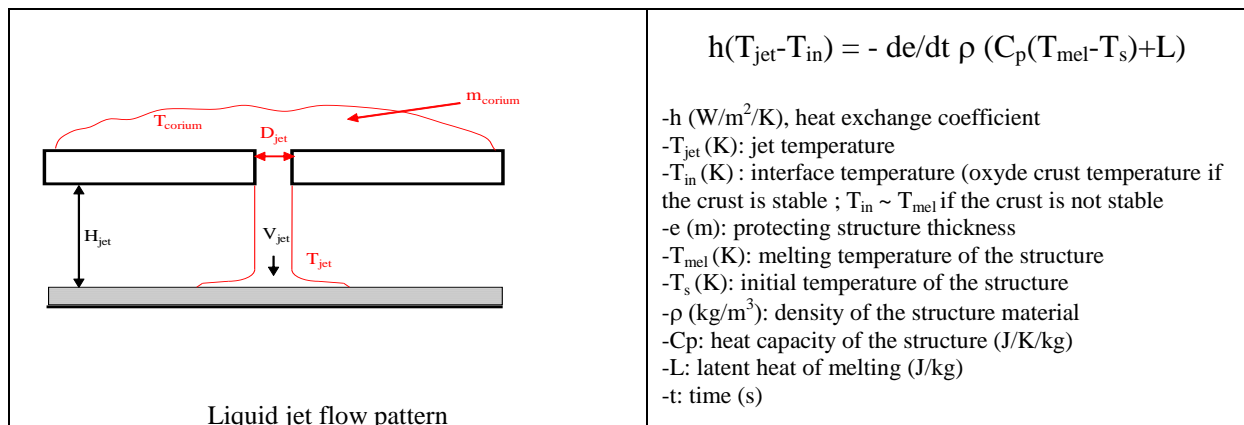 m_corium
T_corium
D_jet
H_jet
V_jet
T_jet
Liquid jet flow pattern
h(T_jet-T_in) = - de/dt ρ (C_p(T_mel-T_s)+L)
-h (W/m²/K), heat exchange coefficient
-T_jet (K): jet temperature
-T_in (K) : interface temperature (oxyde crust temperature if
the crust is stable ; T_in ~ T_mel if the crust is not stable
-e (m): protecting structure thickness
-T_mel (K): melting temperature of the structure
-T_s (K): initial temperature of the structure
-ρ (kg/m³): density of the structure material
-Cp: heat capacity of the structure (J/K/kg)
-L: latent heat of melting (J/kg)
-t: time (s)